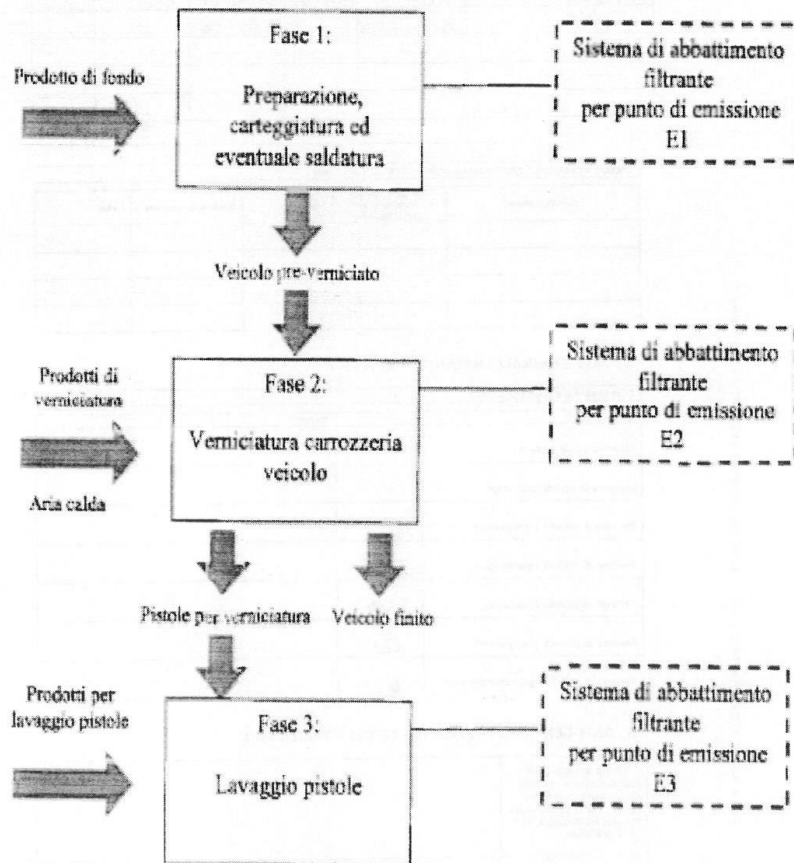 Fase 1:
Preparazione,
carteggiatura ed
eventuale saldatura
Sistema di abbattimento
filtrante
per punto di emissione
E1
Prodotto di fondo
Veicolo pre-verniciato
Prodotti di
verniciatura
Aria calda
Fase 2:
Verniciatura carrozzeria
veicolo
Sistema di abbattimento
filtrante
per punto di emissione
E2
Pistole per verniciatura
Veicolo finito
Prodotti per
lavaggio pistole
Fase 3:
Lavaggio pistole
Sistema di abbattimento
filtrante
per punto di emissione
E3